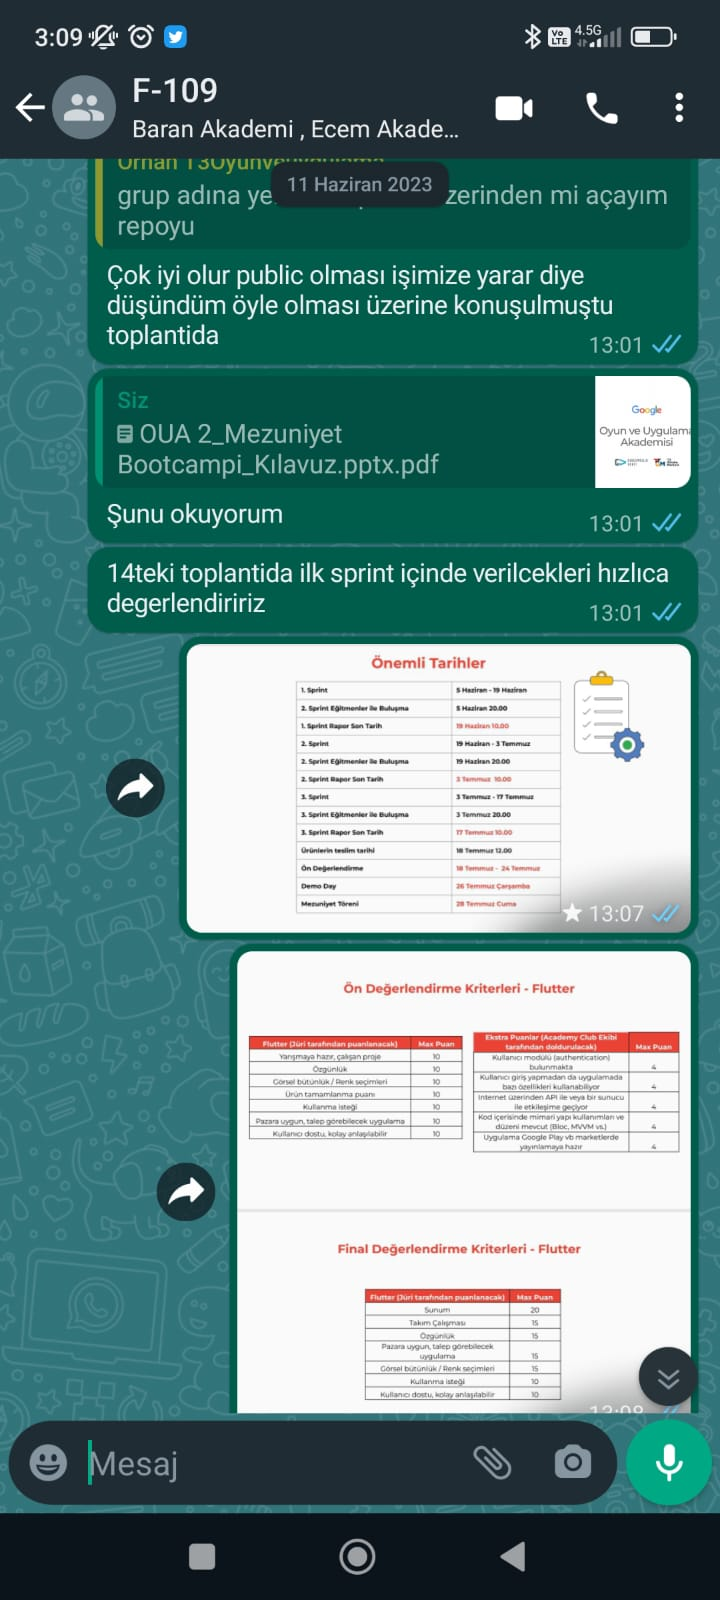 3:09
Vo
LTE
4.5G
F-109
Baran Akademi , Ecem Akade...
11 Haziran 2023
grup adına zerinden mi açayım
repoyu
Çok iyi olur public olması işimize yarar diye
düşündüm öyle olması üzerine konuşulmuştu
toplantida
13:01
Siz
OUA 2_Mezuniyet
Bootcampi_Kılavuz.pptx.pdf
Google
Oyun ve Uygulam
Akademisi
Şunu okuyorum
13:01
14teki toplantida ilk sprint içinde verilcekleri hızlica
degerlendiririz
13:01
Önemli Tarihler
1. Sprint 5 Haziran - 19 Haziran
2. Sprint Eğitmenler ile Buluşma 5 Haziran 20.00
1. Sprint Rapor Son Tarih 19 Haziran 10.00
2. Sprint 19 Haziran - 3 Temmuz
2. Sprint Eğitmenler ile Buluşma 19 Haziran 20.00
2. Sprint Rapor Son Tarih 3 Temmuz 10.00
3. Sprint 3 Temmuz - 17 Temmuz
3. Sprint Eğitmenler ile Buluşma 3 Temmuz 20.00
3. Sprint Rapor Son Tarih 17 Temmuz 10.00
Ürünlerin teslim tarihi 18 Temmuz 12.00
Ön Değerlendirme 18 Temmuz - 24 Temmuz
Demo Day 26 Temmuz Çarşamba
Mezuniyet Töreni 28 Temmuz Cuma
13:07
Ön Değerlendirme Kriterleri - Flutter
Flutter (Jüri tarafından puanlanacak) Max Puan
Yarışmaya hazır, çalışan proje 10
Özgünlük 10
Görsel bütünlük / Renk seçimleri 10
Ürün tamamlanma puanı 10
Kullanma isteği 10
Pazara uygun, talep görebilecek uygulama 10
Kullanıcı dostu, kolay anlaşılabilir 10
Ekstra Puanlar (Academy Club Ekibi
tarafından doldurulacak) Max Puan
Kullanıcı modülü (authentication)
bulunmakta 4
Kullanıcı giriş yapmadan da uygulamada
bazı özellikleri kullanabiliyor 4
Internet üzerinden API ile veya bir sunucu
ile etkileşime geçiyor 4
Kod içerisinde mimari yapı kullanımları ve
düzeni mevcut (Bloc, MVVM vs.) 4
Uygulama Google Play vb marketlerde
yayınlamaya hazır 4
Final Değerlendirme Kriterleri - Flutter
Flutter (Jüri tarafından puanlanacak) Max Puan
Sunum 20
Takım Çalışması 15
Özgünlük 15
Pazara uygun, talep görebilecek
uygulama 15
Görsel bütünlük / Renk seçimleri 15
Kullanma isteği 10
Kullanıcı dostu, kolay anlaşılabilir 10
13:08
Mesaj